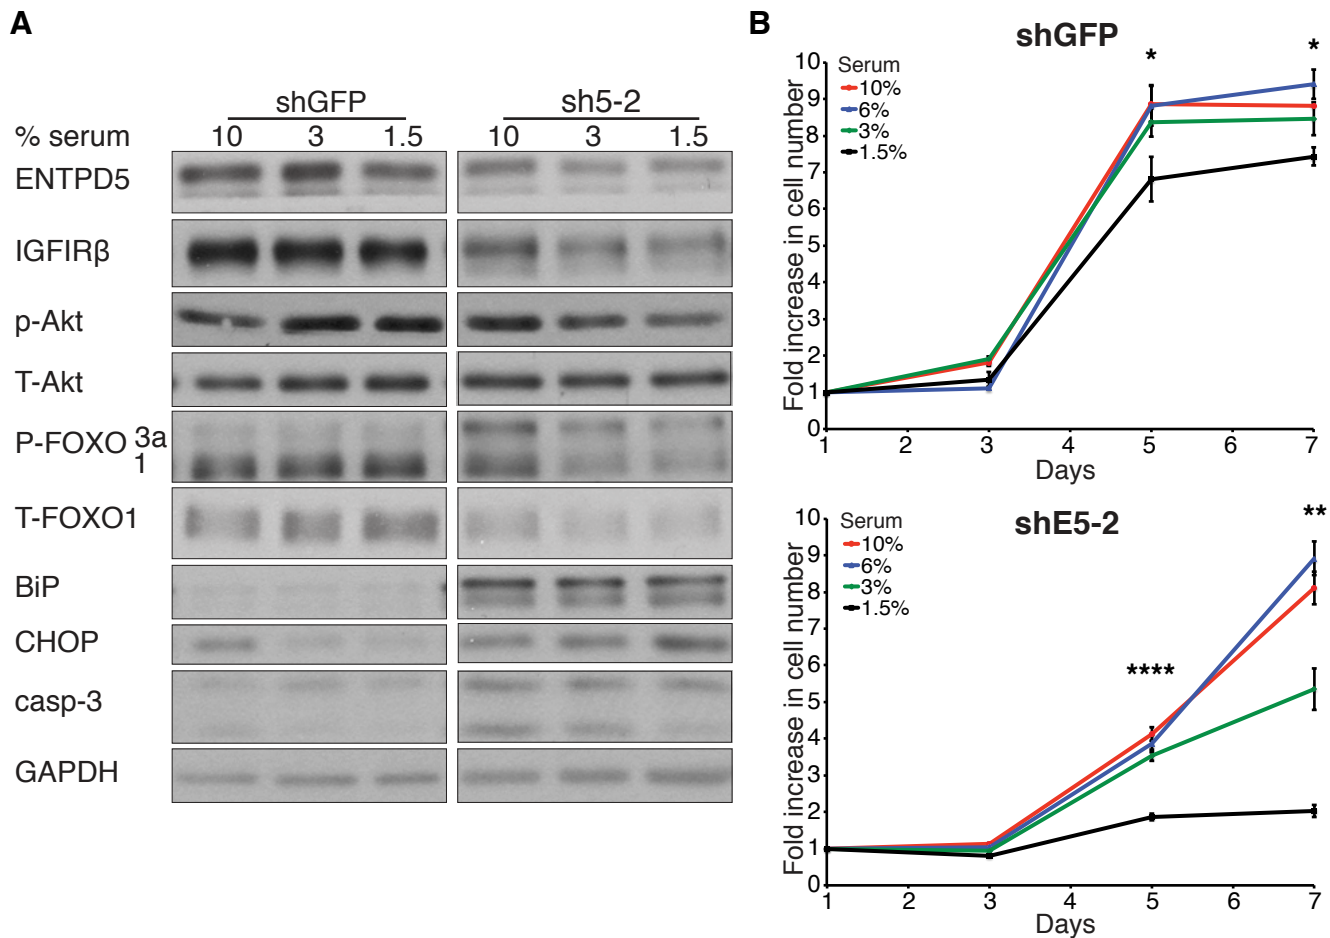 A
shGFP
sh5-2
% serum
10 3 1.5 10 3 1.5
ENTPD5
IGFIRβ
p-Akt
T-Akt
P-FOXO 3a
1
T-FOXO1
BiP
CHOP
casp-3
GAPDH
B
shGFP
* *
Serum
10%
6%
3%
1.5%
Fold increase in cell number
10
9
8
7
6
5
4
3
2
1
0
1 2 3 4 5 6 7
Days
shE5-2
**
****
Serum
10%
6%
3%
1.5%
Fold increase in cell number
10
9
8
7
6
5
4
3
2
1
0
1 2 3 4 5 6 7
Days